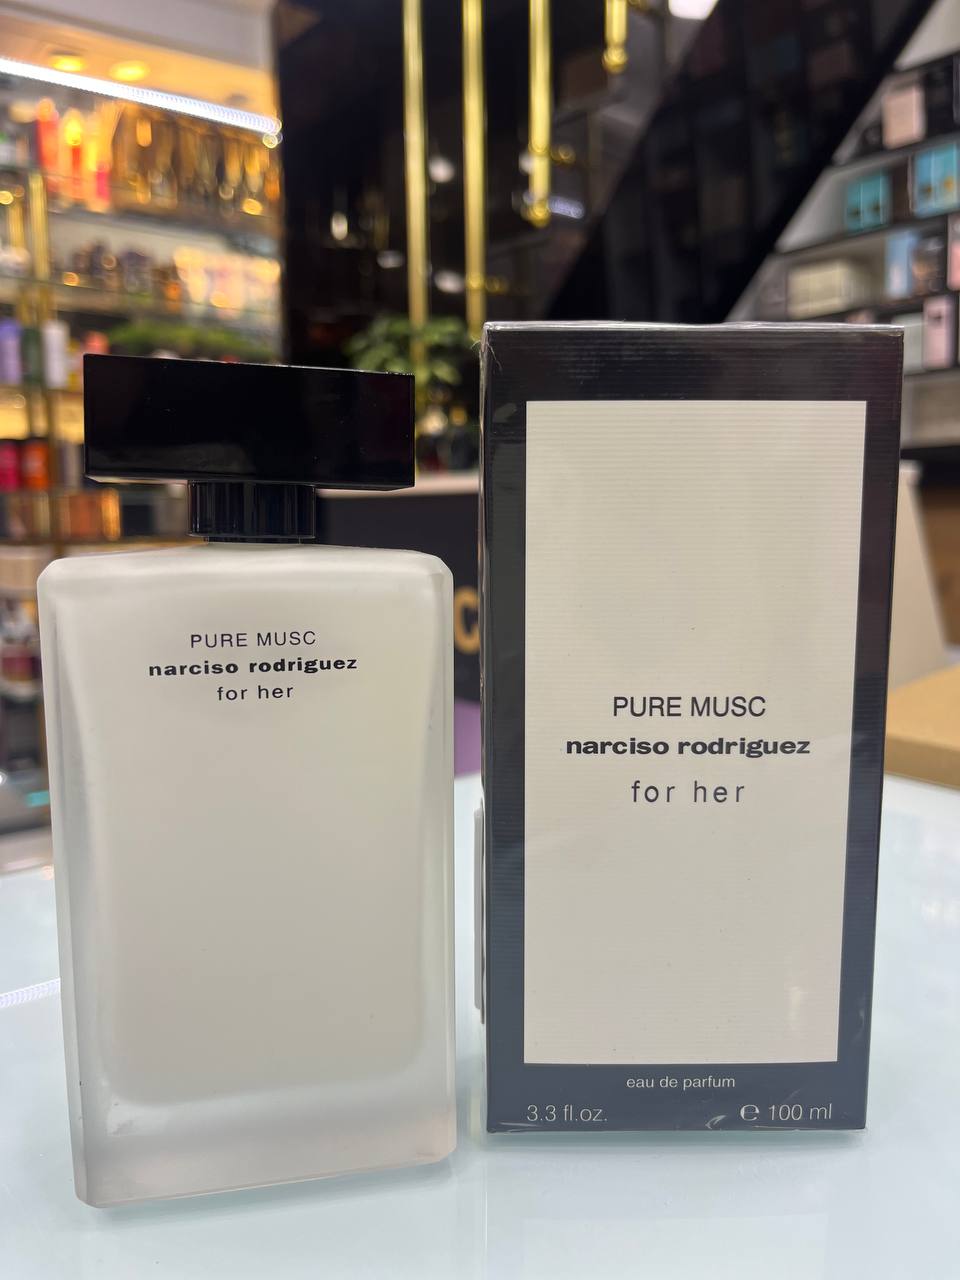 PURE MUSC
narciso rodriguez
for her
PURE MUSC
narciso rodriguez
for her
eau de parfum
3.3 fl.oz. ℮ 100 ml